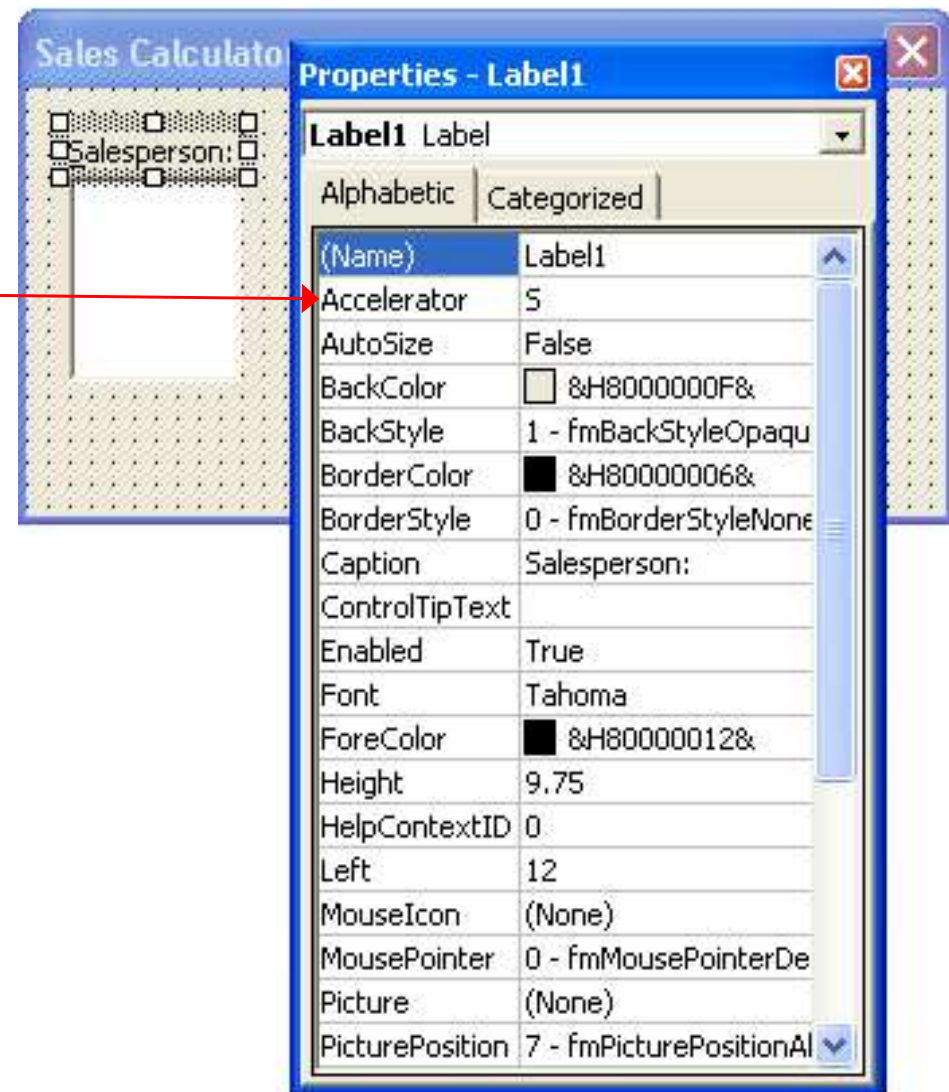 Sales Calculato
Salesperson:
Properties - Label1
Label1 Label
Alphabetic Categorized
(Name) Label1
Accelerator S
AutoSize False
BackColor &H8000000F&
BackStyle 1 - fmBackStyleOpaqu
BorderColor &H80000006&
BorderStyle 0 - fmBorderStyleNone
Caption Salesperson:
ControlTipText
Enabled True
Font Tahoma
ForeColor &H80000012&
Height 9.75
HelpContextID 0
Left 12
MouseIcon (None)
MousePointer 0 - fmMousePointerDe
Picture (None)
PicturePosition 7 - fmPicturePositionAl